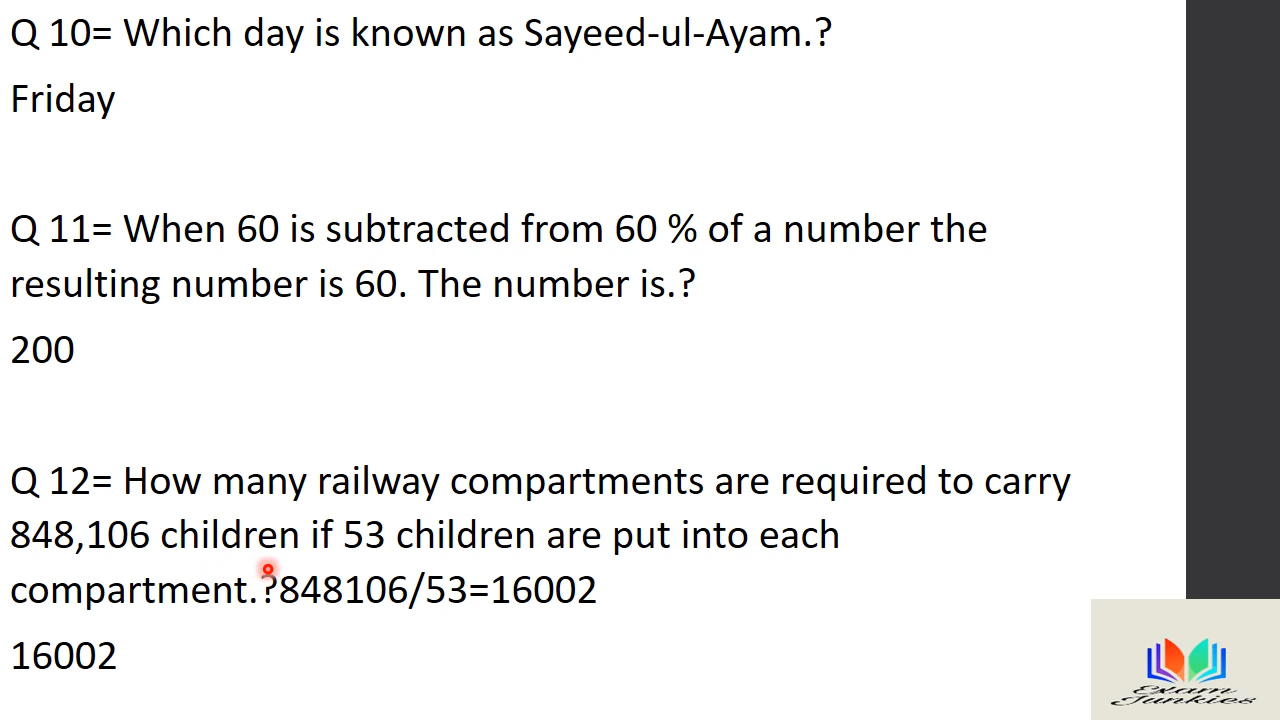 Q 10= Which day is known as Sayeed-ul-Ayam.?
Friday
Q 11= When 60 is subtracted from 60 % of a number the
resulting number is 60. The number is.?
200
Q 12= How many railway compartments are required to carry
848,106 children if 53 children are put into each
compartment.?848106/53=16002
16002
Exam
Junkies